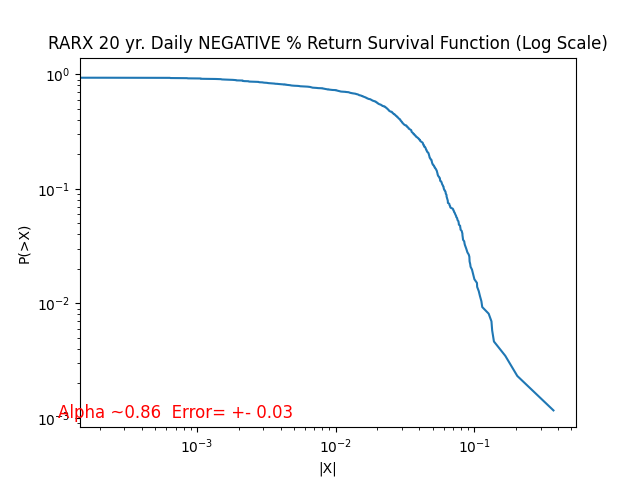 RARX 20 yr. Daily NEGATIVE % Return Survival Function (Log Scale)
10^0
10^-1
10^-2
10^-3
P(>X)
Alpha ~0.86  Error= +- 0.03
10^-3
10^-2
10^-1
|X|